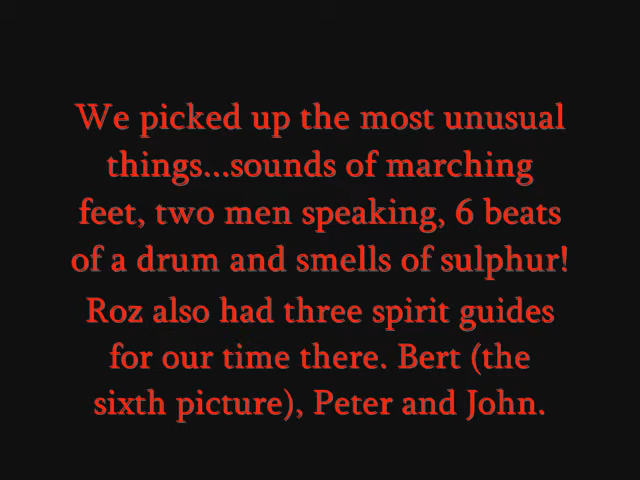 We picked up the most unusual
things...sounds of marching
feet, two men speaking, 6 beats
of a drum and smells of sulphur!
Roz also had three spirit guides
for our time there. Bert (the
sixth picture), Peter and John.